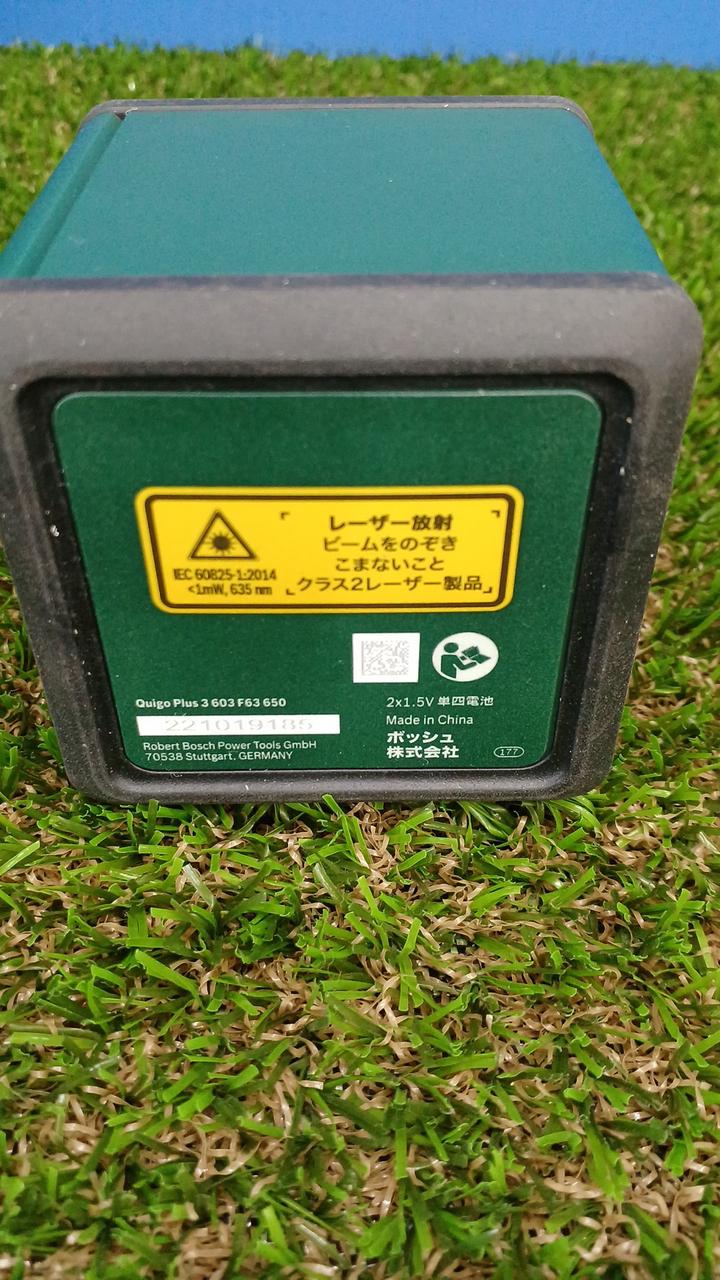 レーザー放射
ビームをのぞき
こまないこと
クラス2レーザー製品
IEC 60825-1:2014
<1mW, 635 nm
Quigo Plus 3 603 F63 650
221019185
Robert Bosch Power Tools GmbH
70538 Stuttgart, GERMANY
2x1.5V 単四電池
Made in China
ボッシュ
株式会社
177